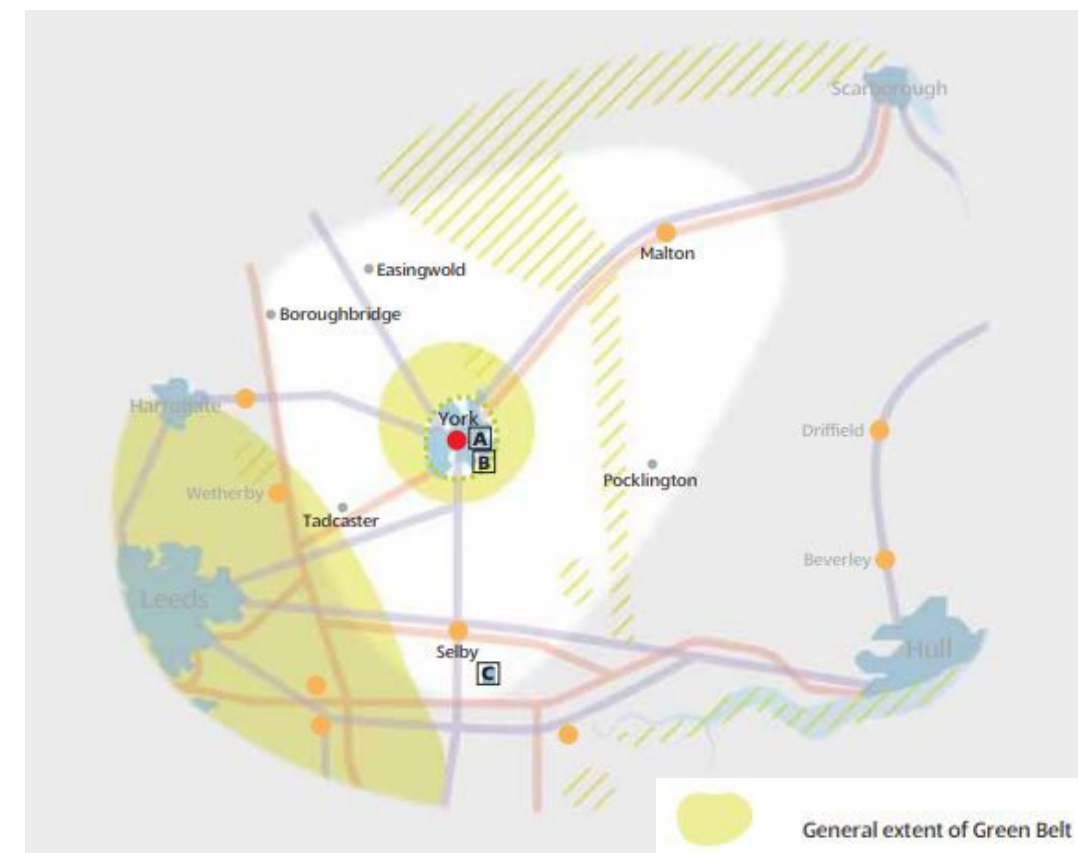 Scarborough
Malton
Easingwold
Boroughbridge
Harrogate
York
A
B
Driffield
Pocklington
Wetherby
Tadcaster
Beverley
Leeds
Selby
Hull
C
General extent of Green Belt